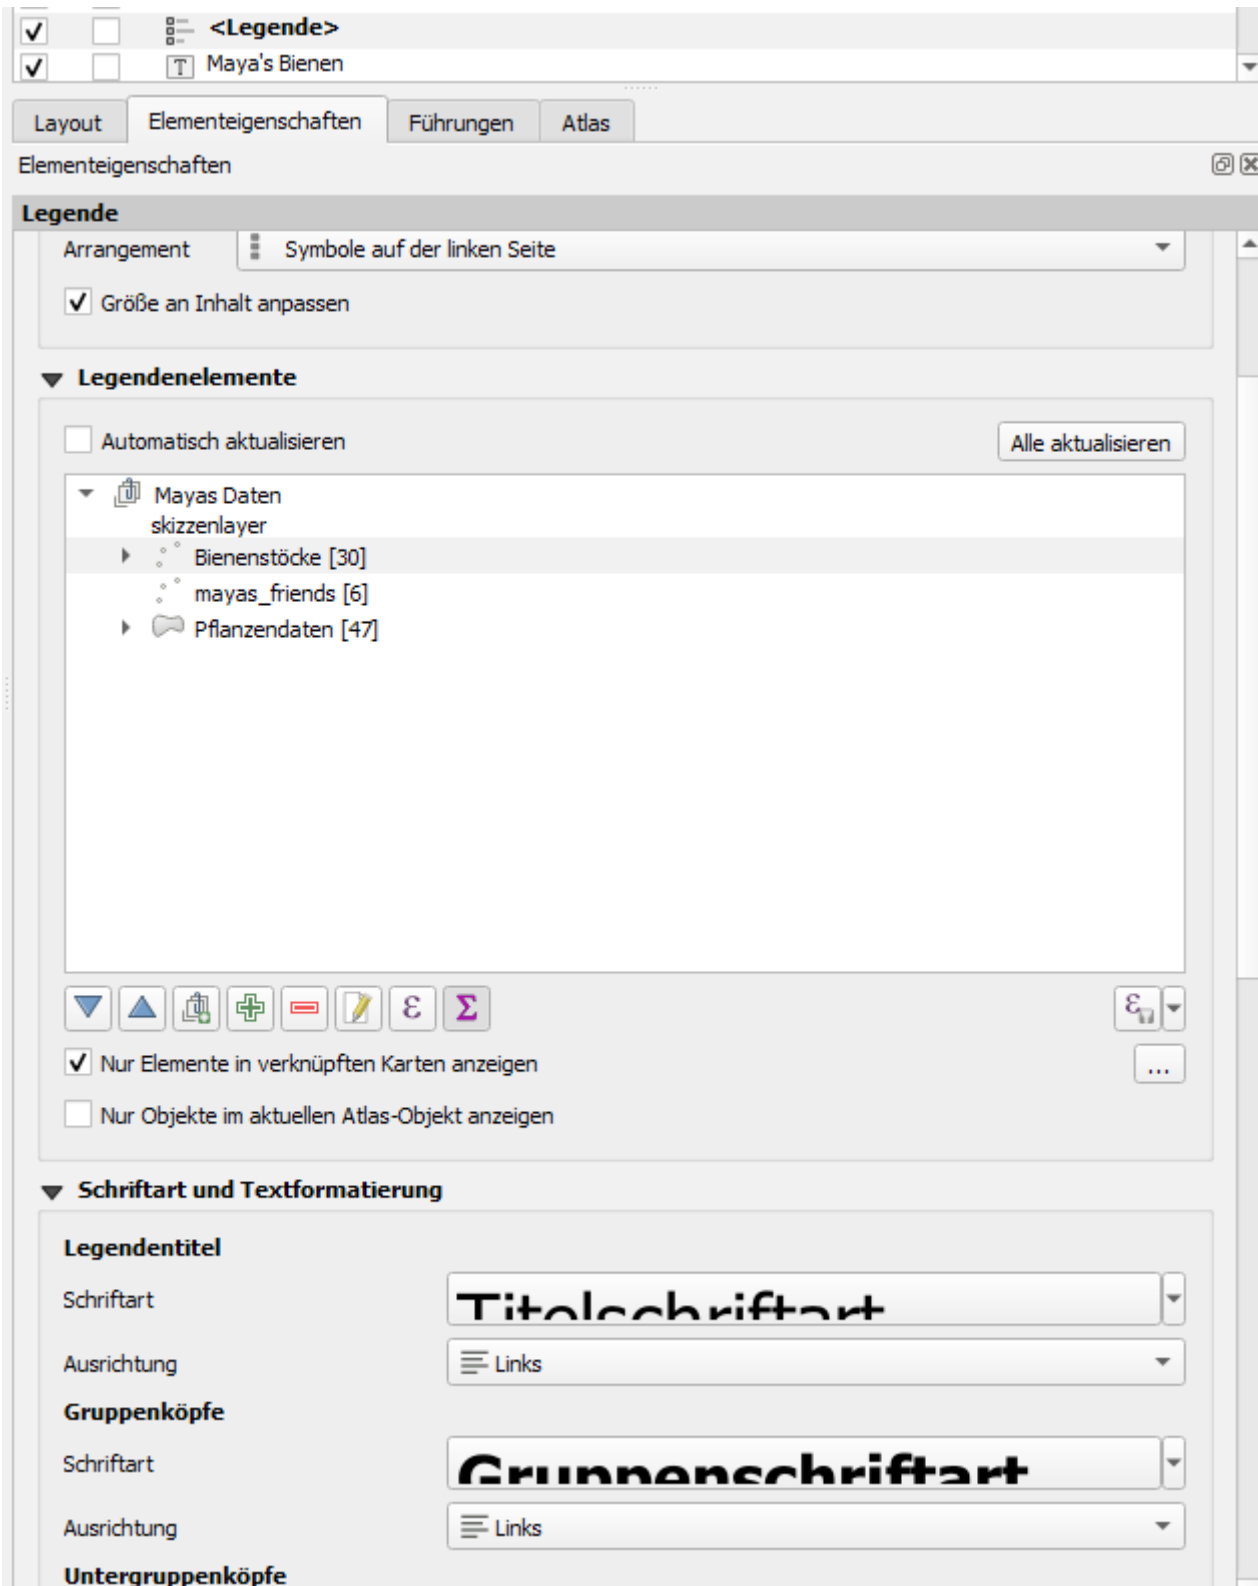 <Legende>
Maya's Bienen
Layout Elementeigenschaften Führungen Atlas
Elementeigenschaften
Legende
Arrangement Symbole auf der linken Seite
Größe an Inhalt anpassen
Legendenelemente
Automatisch aktualisieren Alle aktualisieren
Mayas Daten
skizzenlayer
Bienenstöcke [30]
mayas_friends [6]
Pflanzendaten [47]
ε Σ ε
Nur Elemente in verknüpften Karten anzeigen ...
Nur Objekte im aktuellen Atlas-Objekt anzeigen
Schriftart und Textformatierung
Legendentitel
Schriftart Titelschriftart
Ausrichtung Links
Gruppenköpfe
Schriftart Gruppenschriftart
Ausrichtung Links
Untergruppenköpfe